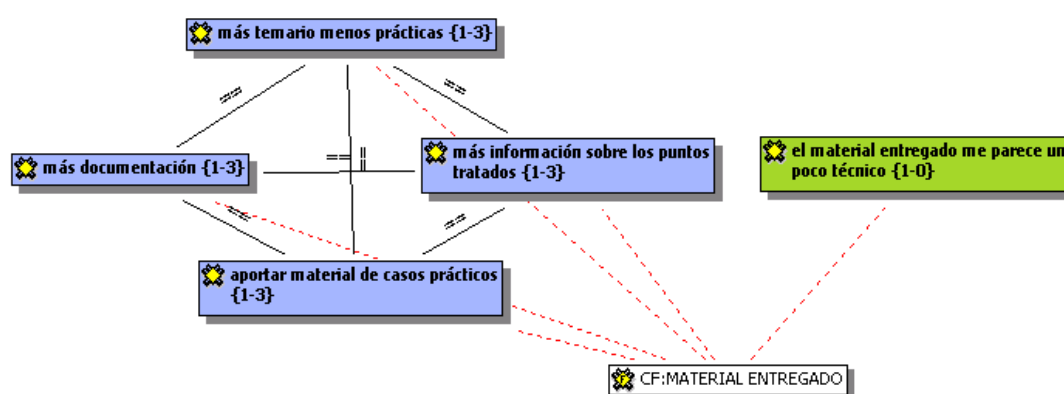 más temario menos prácticas {1-3}
más documentación {1-3}
==
=
más información sobre los puntos
tratados {1-3}
el material entregado me parece un
poco técnico {1-0}
aportar material de casos prácticos
{1-3}
CF:MATERIAL ENTREGADO